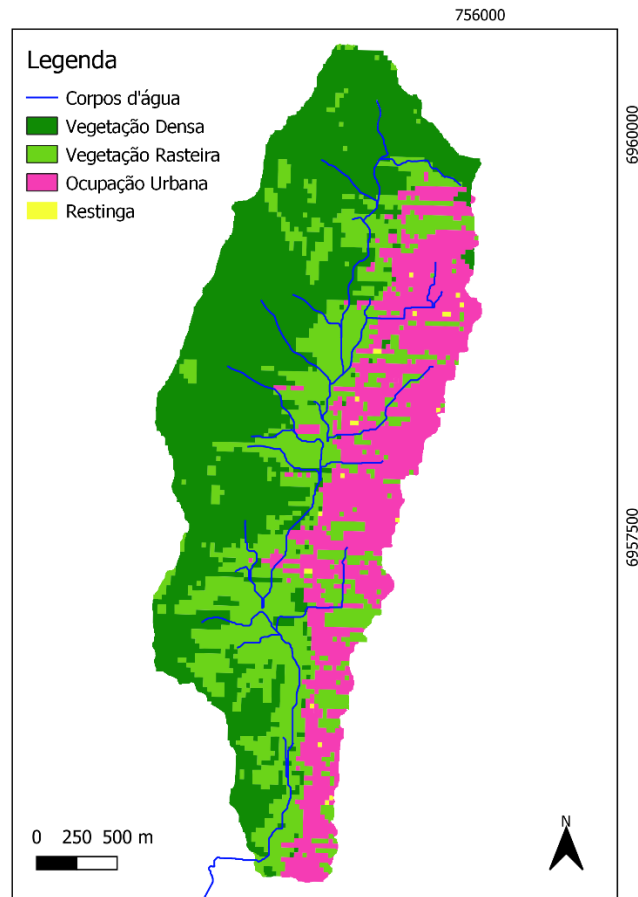 756000
Legenda
Corpos d'água
Vegetação Densa
Vegetação Rasteira
Ocupação Urbana
Restinga
6960000
6957500
0 250 500 m
N